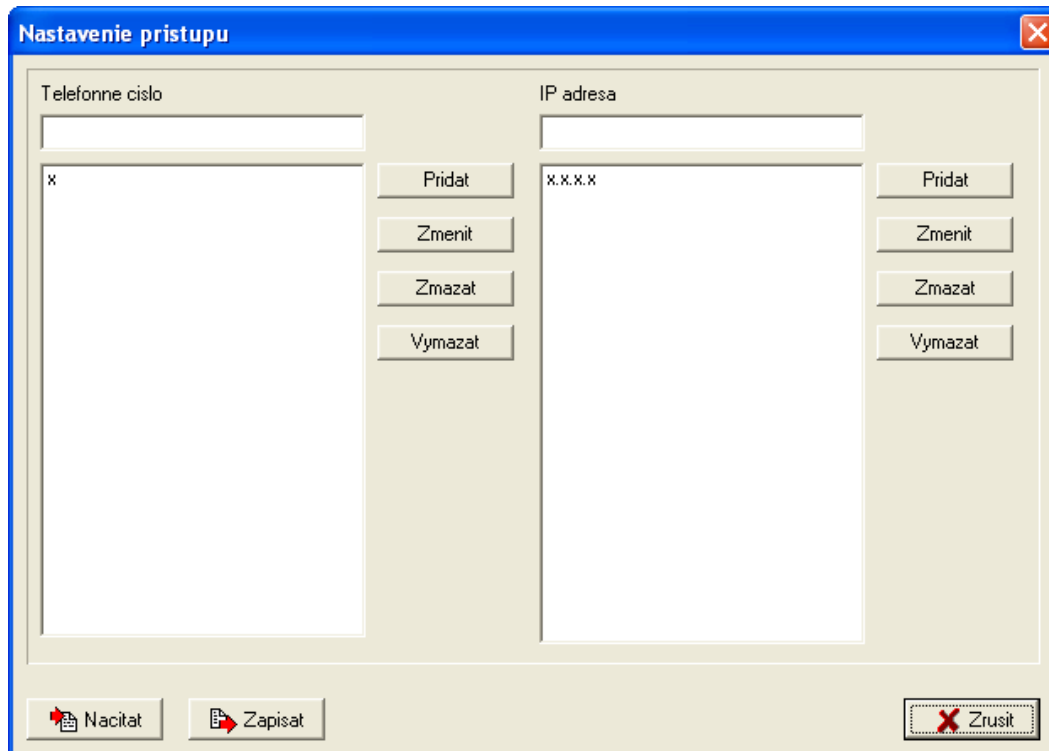 Nastavenie pristupu
Telefonne cislo
IP adresa
x
Pridat
Zmenit
Zmazat
Vymazat
x.x.x.x
Pridat
Zmenit
Zmazat
Vymazat
Nacitat
Zapisat
Zrusit